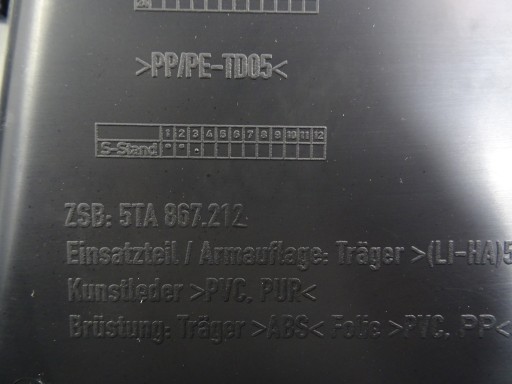 >PP/PE-TD05<
1 2 3 4 5 6 7 8 9 10 11 12
S-Stand
ZSB: 5TA 867.212
Einsatzteil / Armauflage: Träger >(LI-HA)5
Kunstleder >PVC, PUR<
Brüstung: Träger >ABS< Folie >PVC, PP<